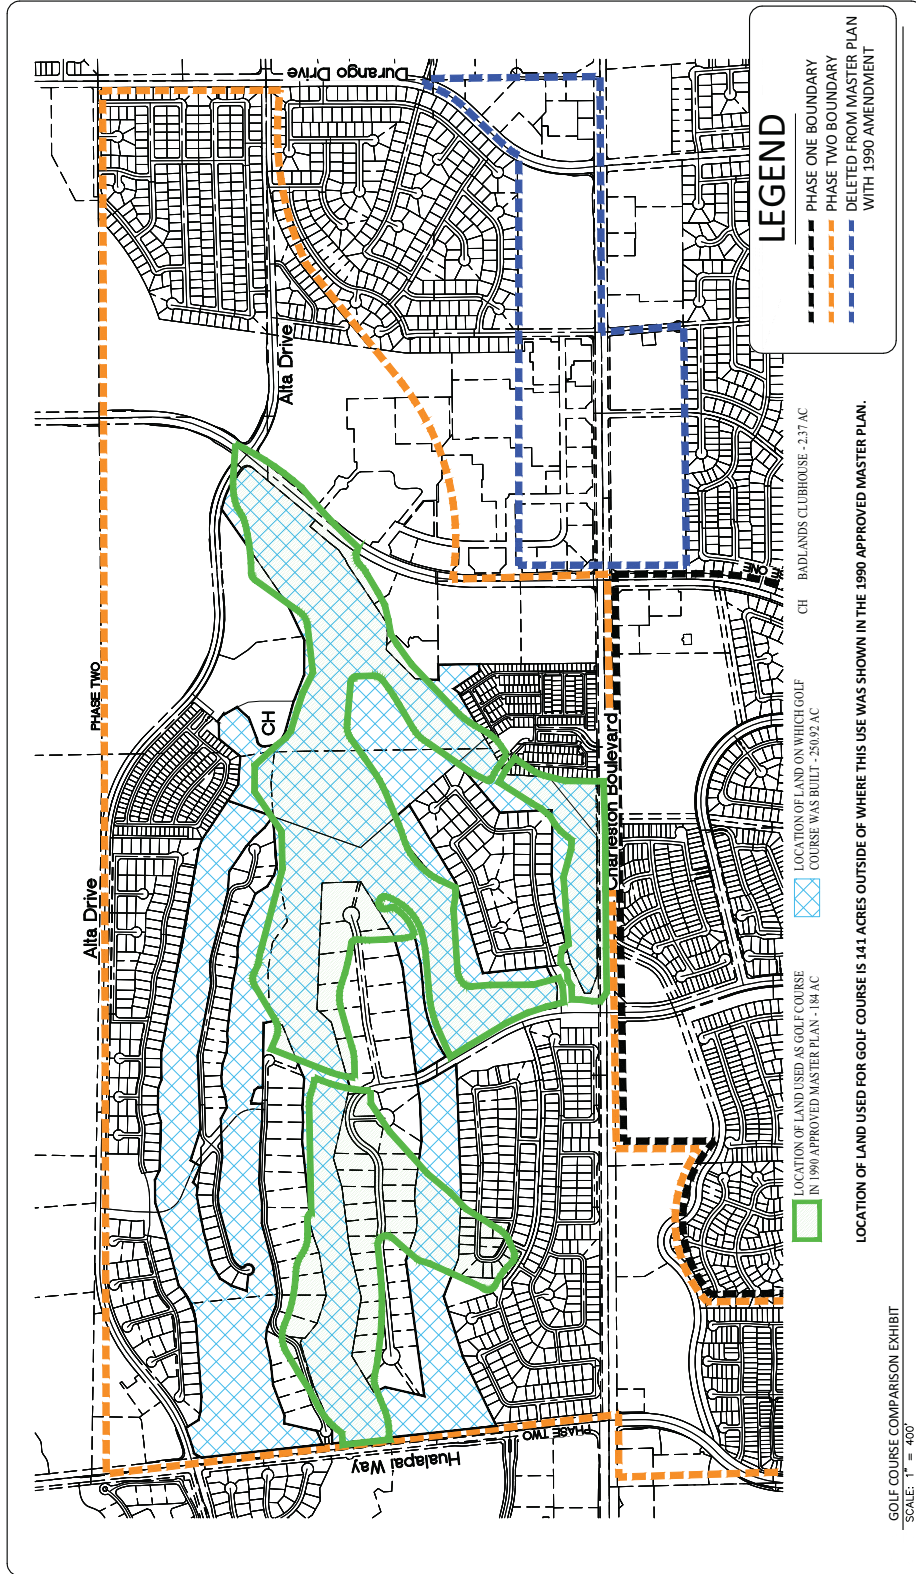 Durango Drive
Alta Drive
PHASE TWO
Alta Drive
CH
Charleston Boulevard
ONE
Hualapai Way
PHASE TWO
LEGEND
PHASE ONE BOUNDARY
PHASE TWO BOUNDARY
DELETED FROM MASTER PLAN
WITH 1990 AMENDMENT
LOCATION OF LAND USED AS GOLF COURSE
IN 1990 APPROVED MASTER PLAN - 184 AC
LOCATION OF LAND ON WHICH GOLF
COURSE WAS BUILT - 250.92 AC
CH BADLANDS CLUBHOUSE - 2.37 AC
LOCATION OF LAND USED FOR GOLF COURSE IS 141 ACRES OUTSIDE OF WHERE THIS USE WAS SHOWN IN THE 1990 APPROVED MASTER PLAN.
GOLF COURSE COMPARISON EXHIBIT
SCALE: 1" = 400'